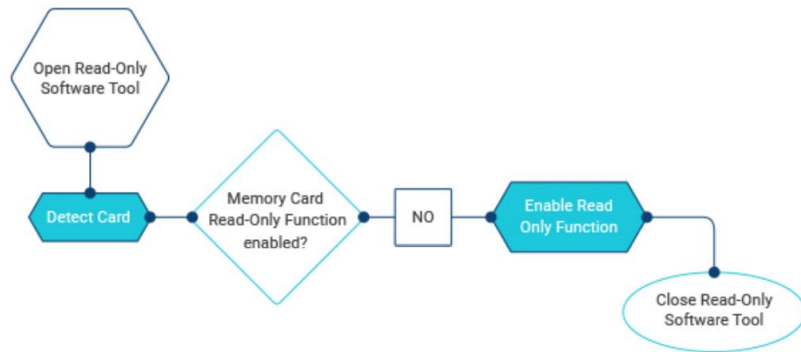 Open Read-Only
Software Tool
Detect Card
Memory Card
Read-Only Function
enabled?
NO
Enable Read
Only Function
Close Read-Only
Software Tool